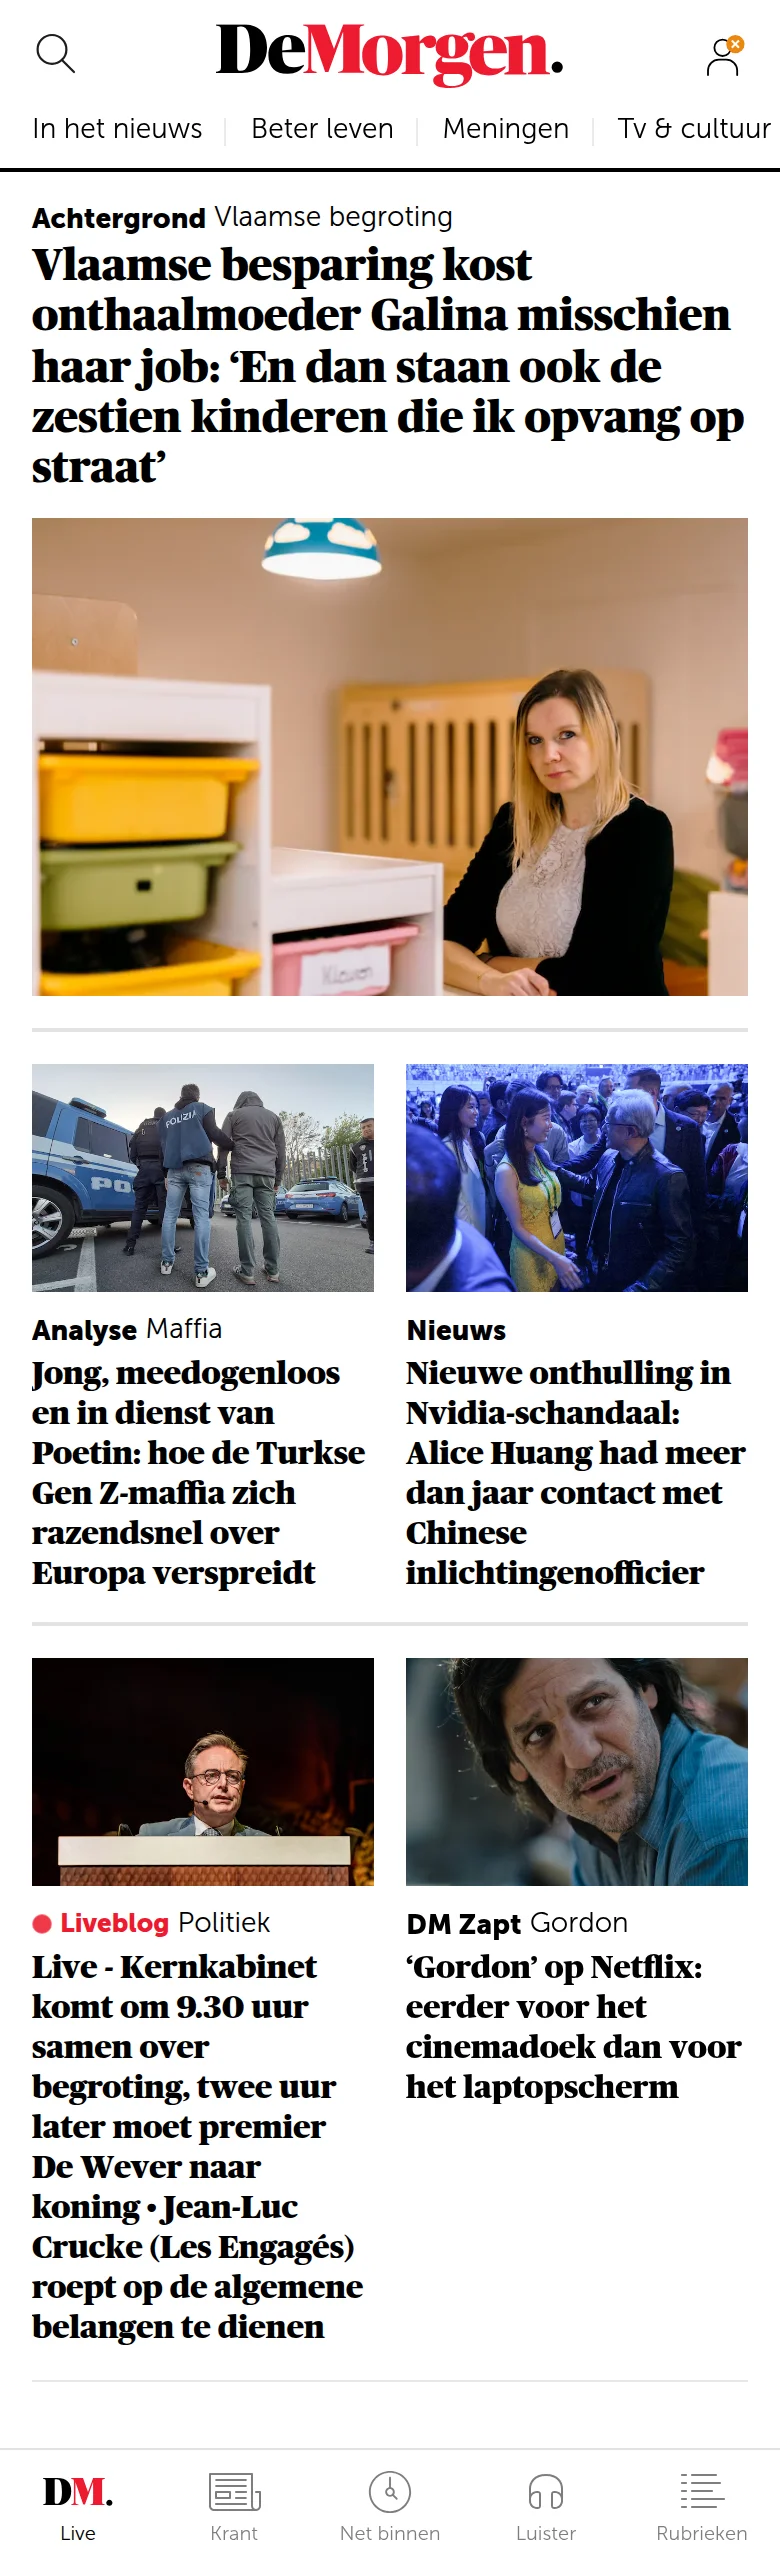 DeMorgen.
In het nieuws
Beter leven
Meningen
Tv & cultuur
Achtergrond Vlaamse begroting
Vlaamse besparing kost
onthaalmoeder Galina misschien
haar job: ‘En dan staan ook de
zestien kinderen die ik opvang op
straat’
Klaven
POLIZIA
PO
Analyse Maffia
Jong, meedogenloos
en in dienst van
Poetin: hoe de Turkse
Gen Z-maffia zich
razendsnel over
Europa verspreidt
Nieuws
Nieuwe onthulling in
Nvidia-schandaal:
Alice Huang had meer
dan jaar contact met
Chinese
inlichtingenofficier
Liveblog Politiek
Live - Kernkabinet
komt om 9.30 uur
samen over
begroting, twee uur
later moet premier
De Wever naar
koning • Jean-Luc
Crucke (Les Engagés)
roept op de algemene
belangen te dienen
DM Zapt Gordon
‘Gordon’ op Netflix:
eerder voor het
cinemadoek dan voor
het laptopscherm
DM.
Live
Krant
Net binnen
Luister
Rubrieken